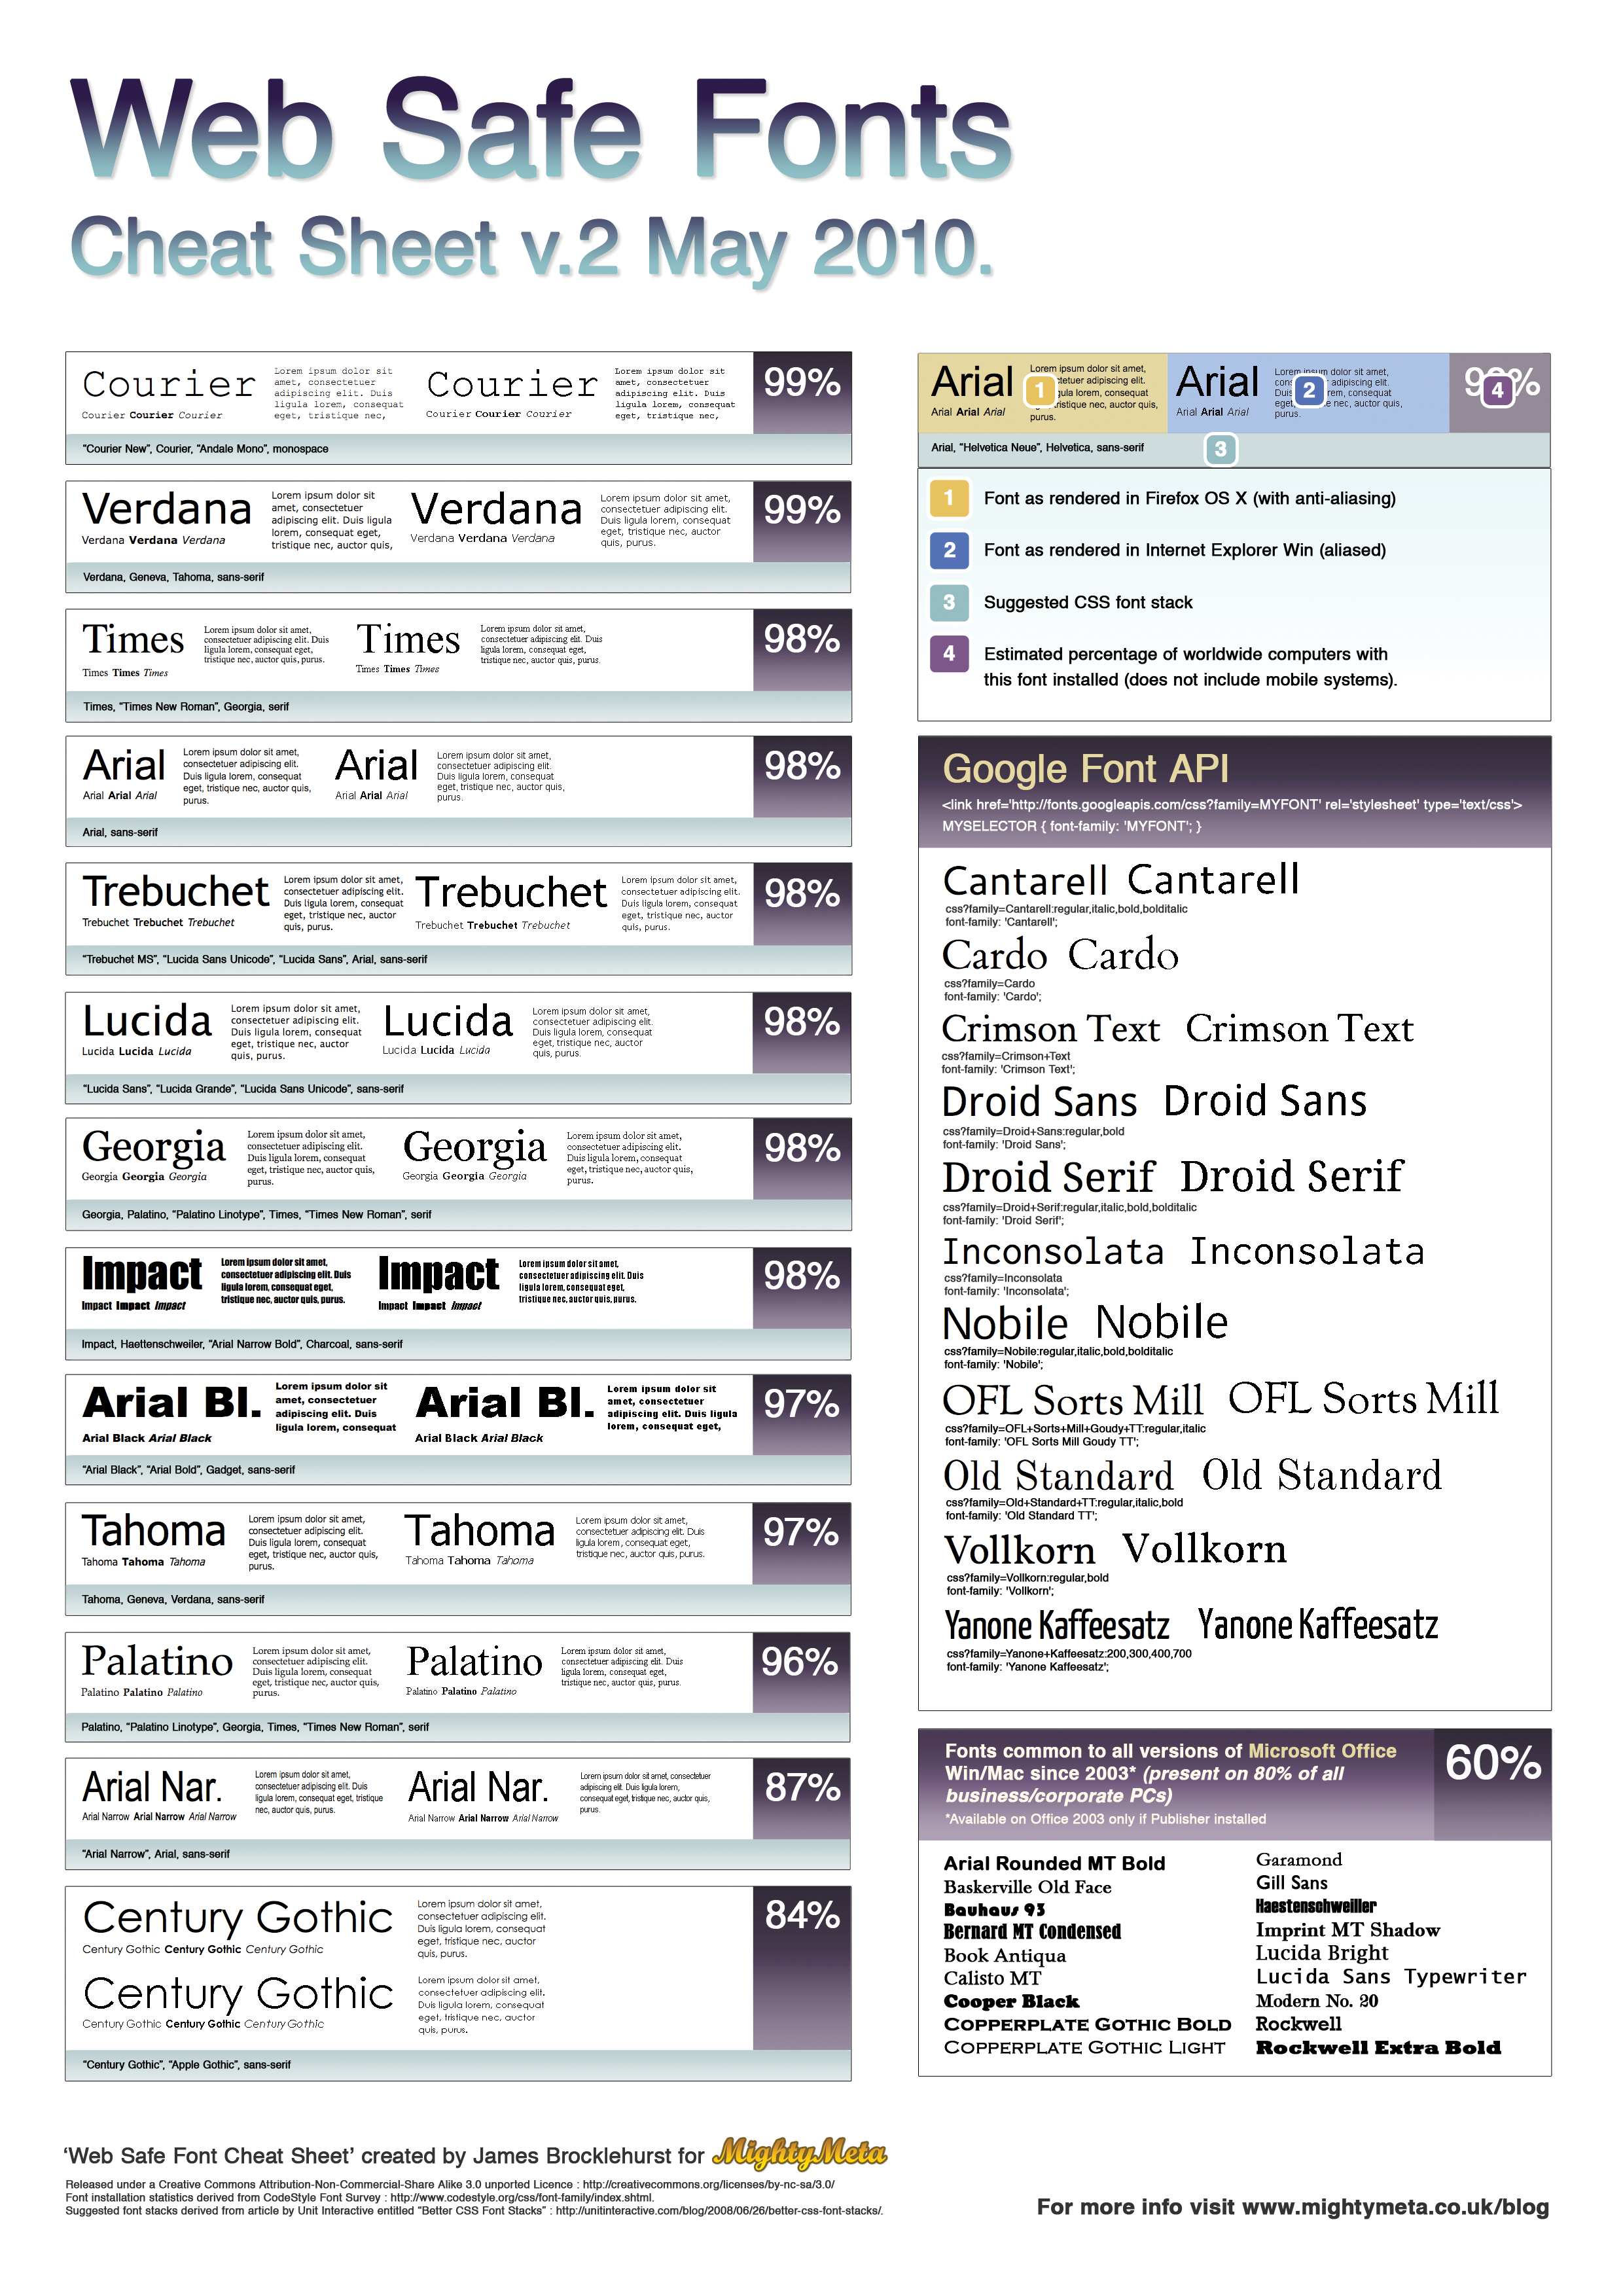 Web Safe Fonts
Cheat Sheet v.2 May 2010.
Courier
Courier Courier Courier
Lorem ipsum dolor sit
amet, consectetuer
adipiscing elit. Duis
ligula lorem, consequat
eget, tristique nec,
Courier
Courier Courier Courier
Lorem ipsum dolor sit
amet, consectetuer
adipiscing elit. Duis
ligula lorem, consequat
eget, tristique nec,
99%
"Courier New", Courier, "Andale Mono", monospace
Verdana
Verdana Verdana Verdana
Lorem ipsum dolor sit
amet, consectetuer
adipiscing elit. Duis ligula
lorem, consequat eget,
tristique nec, auctor quis,
Verdana
Verdana Verdana Verdana
Lorem ipsum dolor sit amet,
consectetuer adipiscing elit.
Duis ligula lorem, consequat
eget, tristique nec, auctor
quis, purus.
99%
Verdana, Geneva, Tahoma, sans-serif
Times
Times Times Times
Lorem ipsum dolor sit amet,
consectetuer adipiscing elit. Duis
ligula lorem, consequat eget,
tristique nec, auctor quis, purus.
Times
Times Times Times
Lorem ipsum dolor sit amet,
consectetuer adipiscing elit. Duis
ligula lorem, consequat eget,
tristique nec, auctor quis, purus.
98%
Times, "Times New Roman", Georgia, serif
Arial
Arial Arial Arial
Lorem ipsum dolor sit amet,
consectetuer adipiscing elit.
Duis ligula lorem, consequat
eget, tristique nec, auctor quis,
purus.
Arial
Arial Arial Arial
Lorem ipsum dolor sit amet,
consectetuer adipiscing elit.
Duis ligula lorem, consequat
eget, tristique nec, auctor quis,
purus.
98%
Arial, sans-serif
Trebuchet
Trebuchet Trebuchet Trebuchet
Lorem ipsum dolor sit amet,
consectetuer adipiscing elit.
Duis ligula lorem, consequat
eget, tristique nec, auctor
quis, purus.
Trebuchet
Trebuchet Trebuchet Trebuchet
Lorem ipsum dolor sit amet,
consectetuer adipiscing elit.
Duis ligula lorem, consequat
eget, tristique nec, auctor
quis, purus.
98%
"Trebuchet MS", "Lucida Sans Unicode", "Lucida Sans", Arial, sans-serif
Lucida
Lucida Lucida Lucida
Lorem ipsum dolor sit amet,
consectetuer adipiscing elit.
Duis ligula lorem, consequat
eget, tristique nec, auctor
quis, purus.
Lucida
Lucida Lucida Lucida
Lorem ipsum dolor sit amet,
consectetuer adipiscing elit.
Duis ligula lorem, consequat
eget, tristique nec, auctor
quis, purus.
98%
"Lucida Sans", "Lucida Grande", "Lucida Sans Unicode", sans-serif
Georgia
Georgia Georgia Georgia
Lorem ipsum dolor sit amet,
consectetuer adipiscing elit.
Duis ligula lorem, consequat
eget, tristique nec, auctor quis,
purus.
Georgia
Georgia Georgia Georgia
Lorem ipsum dolor sit amet,
consectetuer adipiscing elit.
Duis ligula lorem, consequat
eget, tristique nec, auctor quis,
purus.
98%
Georgia, Palatino, "Palatino Linotype", Times, "Times New Roman", serif
Impact
Impact Impact Impact
Lorem ipsum dolor sit amet,
consectetuer adipiscing elit. Duis
ligula lorem, consequat eget,
tristique nec, auctor quis, purus.
Impact
Impact Impact Impact
Lorem ipsum dolor sit amet,
consectetuer adipiscing elit. Duis
ligula lorem, consequat eget,
tristique nec, auctor quis, purus.
98%
Impact, Haettenschweiler, "Arial Narrow Bold", Charcoal, sans-serif
Arial Bl.
Arial Black Arial Black
Lorem ipsum dolor sit
amet, consectetuer
adipiscing elit. Duis
ligula lorem, consequat
Arial Bl.
Arial Black Arial Black
Lorem ipsum dolor sit
amet, consectetuer
adipiscing elit. Duis ligula
lorem, consequat eget,
97%
"Arial Black", "Arial Bold", Gadget, sans-serif
Tahoma
Tahoma Tahoma Tahoma
Lorem ipsum dolor sit amet,
consectetuer adipiscing elit.
Duis ligula lorem, consequat
eget, tristique nec, auctor quis,
purus.
Tahoma
Tahoma Tahoma Tahoma
Lorem ipsum dolor sit amet,
consectetuer adipiscing elit. Duis
ligula lorem, consequat eget,
tristique nec, auctor quis, purus.
97%
Tahoma, Geneva, Verdana, sans-serif
Palatino
Palatino Palatino Palatino
Lorem ipsum dolor sit amet,
consectetuer adipiscing elit.
Duis ligula lorem, consequat
eget, tristique nec, auctor quis,
purus.
Palatino
Palatino Palatino Palatino
Lorem ipsum dolor sit amet,
consectetuer adipiscing elit. Duis
ligula lorem, consequat eget,
tristique nec, auctor quis, purus.
96%
Palatino, "Palatino Linotype", Georgia, Times, "Times New Roman", serif
Arial Nar.
Arial Narrow Arial Narrow Arial Narrow
Lorem ipsum dolor sit amet,
consectetuer adipiscing elit. Duis
ligula lorem, consequat eget, tristique
nec, auctor quis, purus.
Arial Nar.
Arial Narrow Arial Narrow Arial Narrow
Lorem ipsum dolor sit amet, consectetuer
adipiscing elit. Duis ligula lorem,
consequat eget, tristique nec, auctor quis,
purus.
87%
"Arial Narrow", Arial, sans-serif
Century Gothic
Century Gothic Century Gothic Century Gothic
Lorem ipsum dolor sit amet,
consectetuer adipiscing elit.
Duis ligula lorem, consequat
eget, tristique nec, auctor
quis, purus.
84%
Century Gothic
Century Gothic Century Gothic Century Gothic
Lorem ipsum dolor sit amet,
consectetuer adipiscing elit.
Duis ligula lorem, consequat
eget, tristique nec, auctor
quis, purus.
"Century Gothic", "Apple Gothic", sans-serif
Arial
Arial Arial Arial
Lorem ipsum dolor sit amet,
adipiscing elit.
lorem, consequat
tristique nec, auctor quis,
purus.
1
Arial
Arial Arial Arial
Lorem ipsum dolor sit amet,
adipiscing elit.
Duis lorem, consequat
eget, nec, auctor quis,
purus.
2
4
Arial, "Helvetica Neue", Helvetica, sans-serif
3
1 Font as rendered in Firefox OS X (with anti-aliasing)
2 Font as rendered in Internet Explorer Win (aliased)
3 Suggested CSS font stack
4 Estimated percentage of worldwide computers with
this font installed (does not include mobile systems).
Google Font API
<link href='http://fonts.googleapis.com/css?family=MYFONT' rel='stylesheet' type='text/css'>
MYSELECTOR { font-family: 'MYFONT'; }
Cantarell Cantarell
css?family=Cantarell:regular,italic,bold,bolditalic
font-family: 'Cantarell';
Cardo Cardo
css?family=Cardo
font-family: 'Cardo';
Crimson Text Crimson Text
css?family=Crimson+Text
font-family: 'Crimson Text';
Droid Sans Droid Sans
css?family=Droid+Sans:regular,bold
font-family: 'Droid Sans';
Droid Serif Droid Serif
css?family=Droid+Serif:regular,italic,bold,bolditalic
font-family: 'Droid Serif';
Inconsolata Inconsolata
css?family=Inconsolata
font-family: 'Inconsolata';
Nobile Nobile
css?family=Nobile:regular,italic,bold,bolditalic
font-family: 'Nobile';
OFL Sorts Mill OFL Sorts Mill
css?family=OFL+Sorts+Mill+Goudy+TT:regular,italic
font-family: 'OFL Sorts Mill Goudy TT';
Old Standard Old Standard
css?family=Old+Standard+TT:regular,italic,bold
font-family: 'Old Standard TT';
Vollkorn Vollkorn
css?family=Vollkorn:regular,bold
font-family: 'Vollkorn';
Yanone Kaffeesatz Yanone Kaffeesatz
css?family=Yanone+Kaffeesatz:200,300,400,700
font-family: 'Yanone Kaffeesatz';
Fonts common to all versions of Microsoft Office
Win/Mac since 2003* (present on 80% of all
business/corporate PCs)
*Available on Office 2003 only if Publisher installed
60%
Arial Rounded MT Bold
Baskerville Old Face
Bauhaus 93
Bernard MT Condensed
Book Antiqua
Calisto MT
Cooper Black
Copperplate Gothic Bold
Copperplate Gothic Light
Garamond
Gill Sans
Haestenschweiller
Imprint MT Shadow
Lucida Bright
Lucida Sans Typewriter
Modern No. 20
Rockwell
Rockwell Extra Bold
'Web Safe Font Cheat Sheet' created by James Brocklehurst for MightyMeta
Released under a Creative Commons Attribution-Non-Commercial-Share Alike 3.0 unported Licence : http://creativecommons.org/licenses/by-nc-sa/3.0/
Font installation statistics derived from CodeStyle Font Survey : http://www.codestyle.org/css/font-family/index.shtml.
Suggested font stacks derived from article by Unit Interactive entitled "Better CSS Font Stacks" : http://unitinteractive.com/blog/2008/06/26/better-css-font-stacks/.
For more info visit www.mightymeta.co.uk/blog